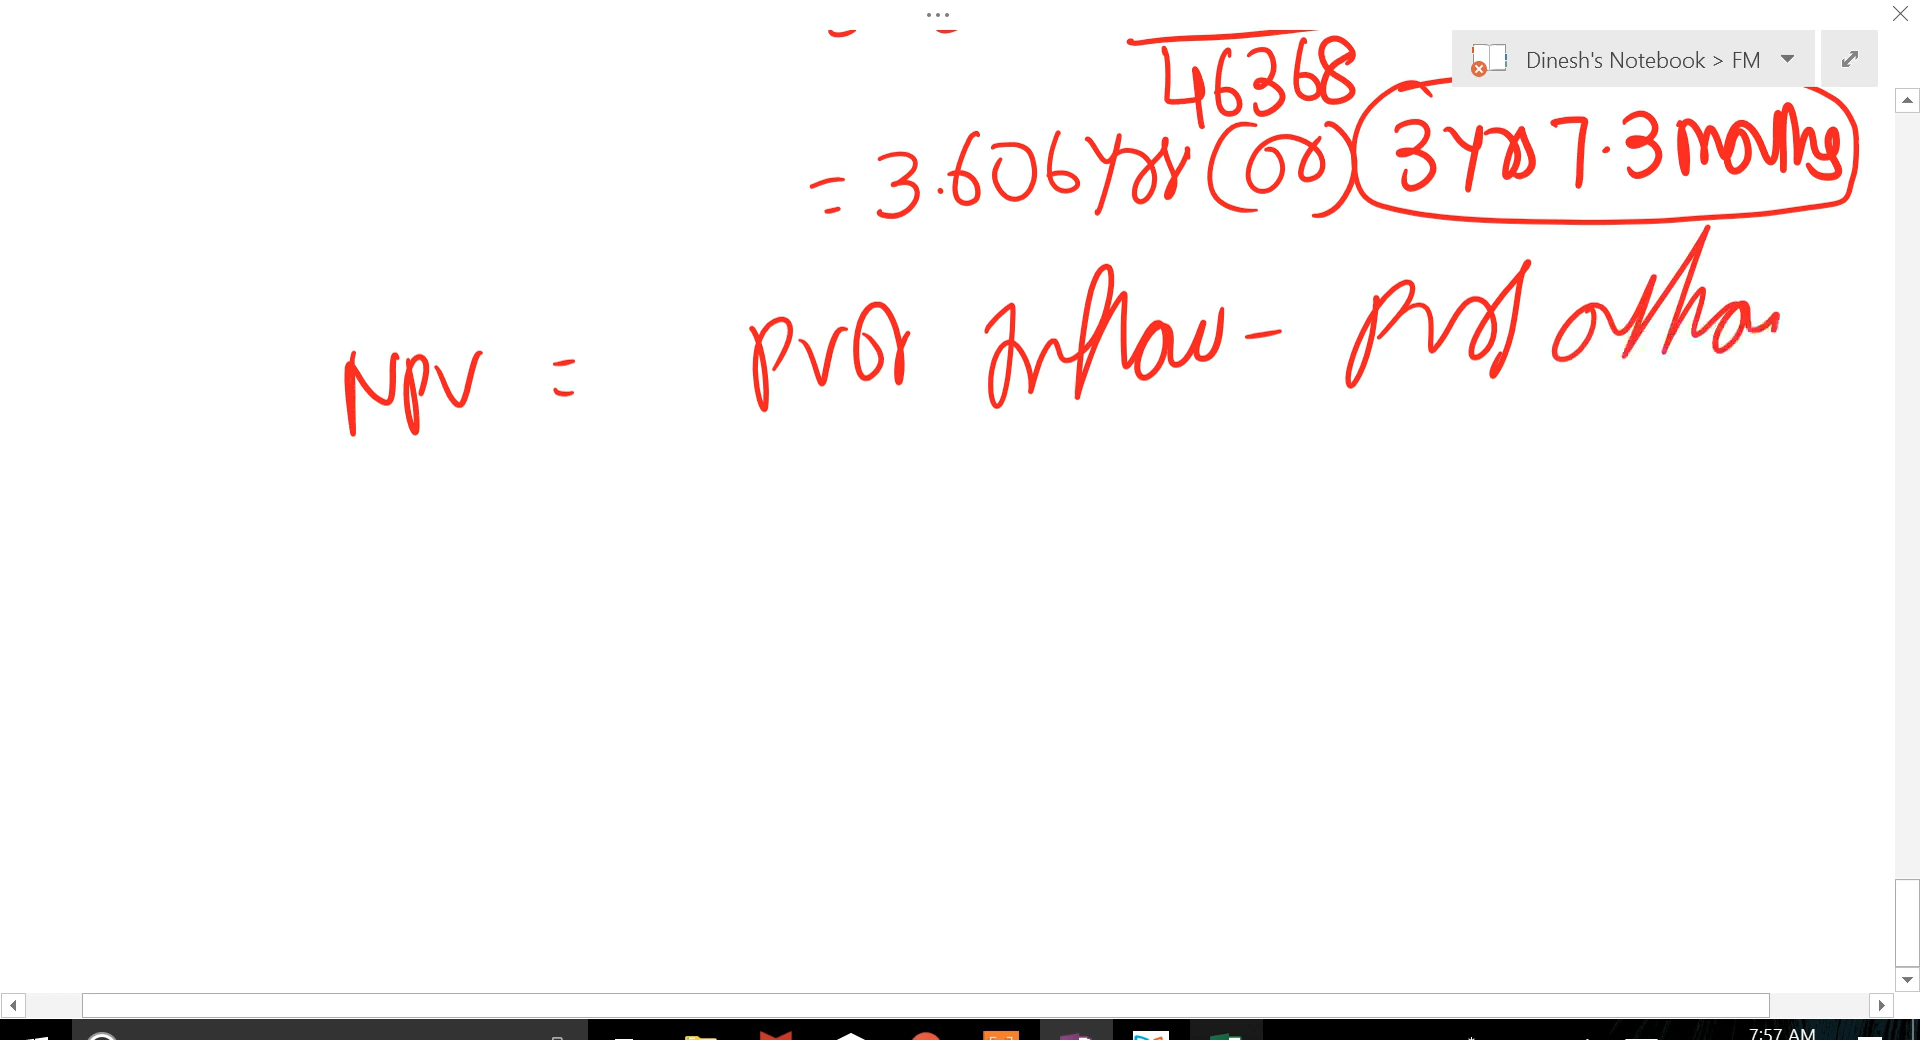 Dinesh's Notebook > FM
46368
= 3.606 yrs (or) 3 yrs 7.3 months
NPV = PV of Inflow - PV of outflow
7:57 AM